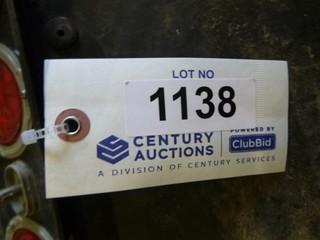 LOT NO
1138
CENTURY
AUCTIONS
POWERED BY
ClubBid
A DIVISION OF CENTURY SERVICES